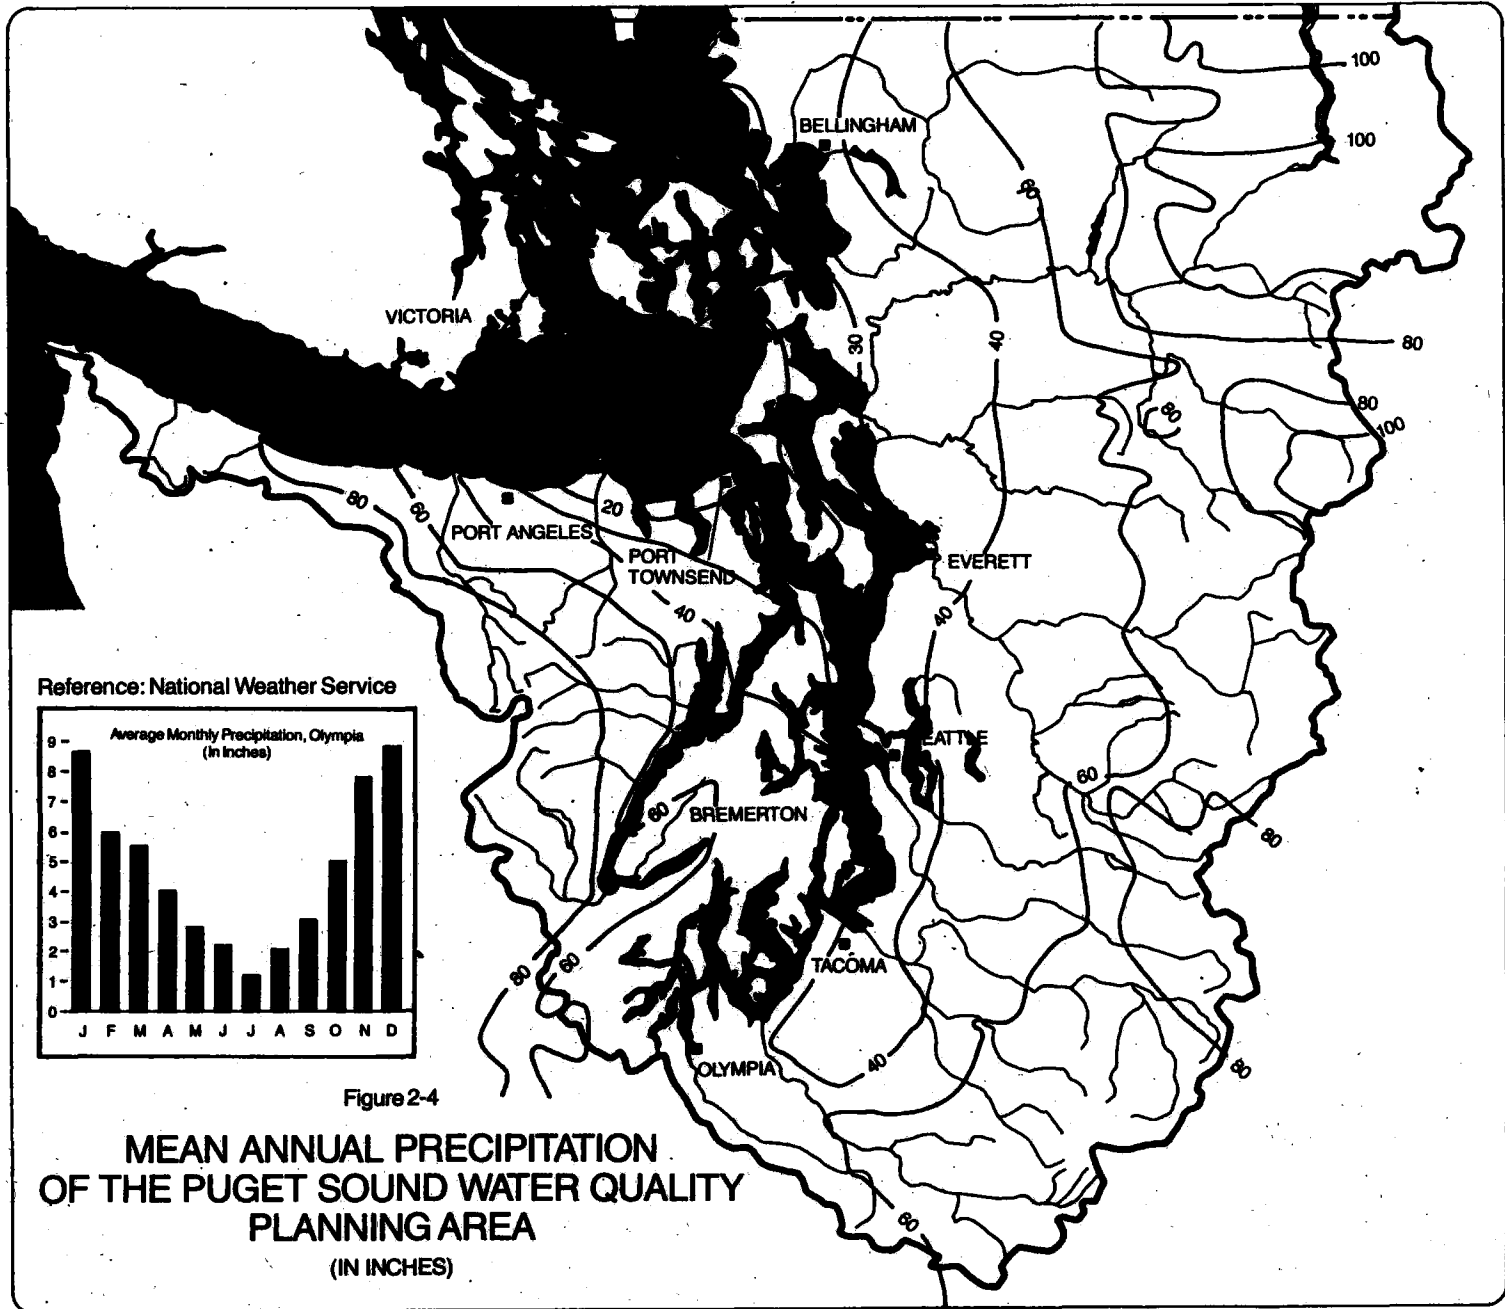 100
BELLINGHAM
100
60
VICTORIA
30
40
80
80
80
100
80
60
20
PORT ANGELES
PORT
TOWNSEND
EVERETT
40
40
Reference: National Weather Service
Average Monthly Precipitation, Olympia
(In Inches)
9
8
7
6
5
4
3
2
1
0
J F M A M J J A S O N D
EATTLE
60
60
BREMERTON
80
80
60
TACOMA
OLYMPIA
40
80
60
Figure 2-4
MEAN ANNUAL PRECIPITATION
OF THE PUGET SOUND WATER QUALITY
PLANNING AREA
(IN INCHES)